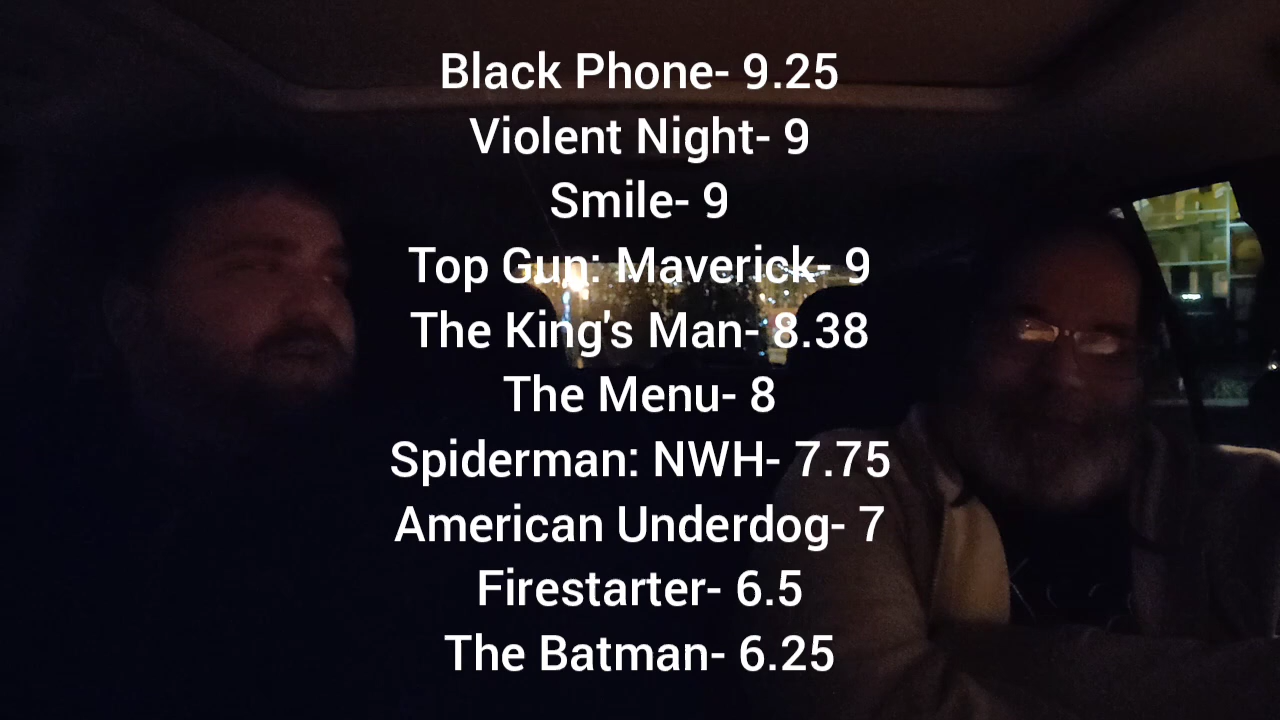 Black Phone- 9.25
Violent Night- 9
Smile- 9
Top Gun: Maverick- 9
The King's Man- 8.38
The Menu- 8
Spiderman: NWH- 7.75
American Underdog- 7
Firestarter- 6.5
The Batman- 6.25